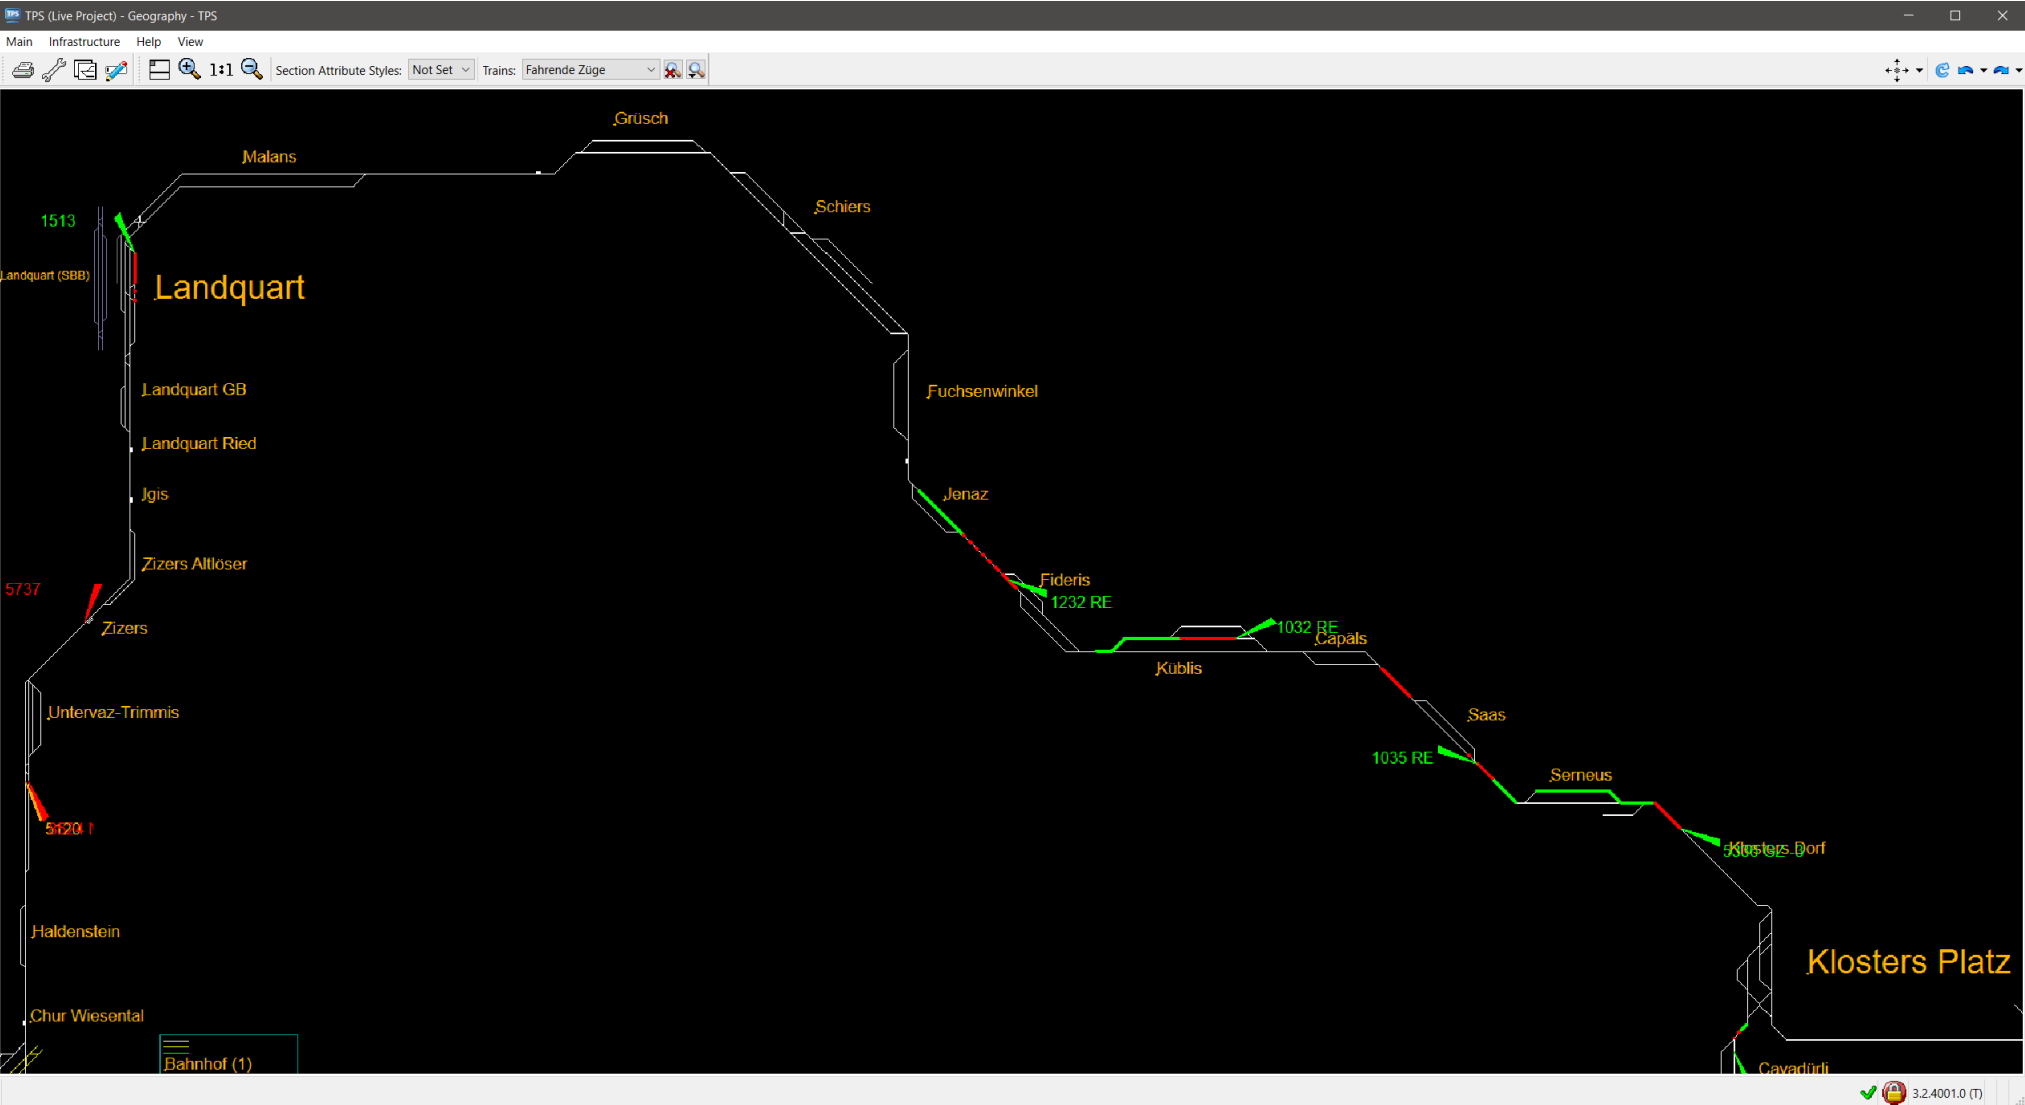 TPS (Live Project) - Geography - TPS
Main Infrastructure Help View
1:1 Section Attribute Styles: Not Set Trains: Fahrende Züge
Grüsch
Malans
Schiers
1513
Landquart (SBB)
Landquart
Landquart GB
Fuchsenwinkel
Landquart Ried
Igis
Jenaz
Zizers Altlöser
Fideris
5737
1232 RE
Zizers
1032 RE
Capäls
Küblis
Untervaz-Trimmis
Saas
1035 RE
Serneus
Klosters Dorf
Haldenstein
Klosters Platz
Chur Wiesental
Bahnhof (1)
Cavadürli
3.2.4001.0 (T)